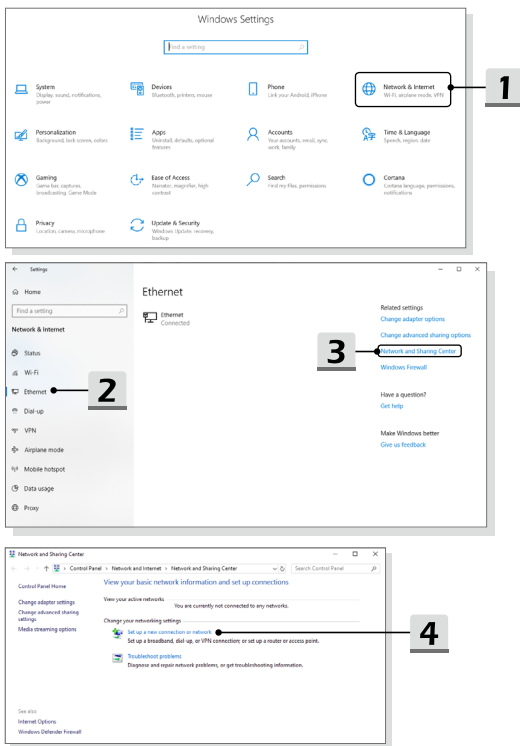 Windows Settings
Find a setting
System
Display, sound, notifications,
power
Devices
Bluetooth, printers, mouse
Phone
Link your Android, iPhone
Network & Internet
Wi-Fi, airplane mode, VPN
1
Personalization
Background, lock screen, colors
Apps
Uninstall, defaults, optional
features
Accounts
Your accounts, email, sync,
work, family
Time & Language
Speech, region, date
Gaming
Game bar, captures,
broadcasting, Game Mode
Ease of Access
Narrator, magnifier, high
contrast
Search
Find my files, permissions
Cortana
Cortana language, permissions,
notifications
Privacy
Location, camera, microphone
Update & Security
Windows Update, recovery,
backup
Settings
Home
Find a setting
Network & Internet
Status
Wi-Fi
Ethernet
2
Dial-up
VPN
Airplane mode
Mobile hotspot
Data usage
Proxy
Ethernet
Ethernet
Connected
Related settings
Change adapter options
Change advanced sharing options
3
Network and Sharing Center
Windows Firewall
Have a question?
Get help
Make Windows better
Give us feedback
Network and Sharing Center
Control Panel > Network and Internet > Network and Sharing Center
Search Control Panel
Control Panel Home
Change adapter settings
Change advanced sharing
settings
Media streaming options
View your basic network information and set up connections
View your active networks
You are currently not connected to any networks.
Change your networking settings
Set up a new connection or network
4
Set up a broadband, dial-up, or VPN connection; or set up a router or access point.
Troubleshoot problems
Diagnose and repair network problems, or get troubleshooting information.
See also
Internet Options
Windows Defender Firewall